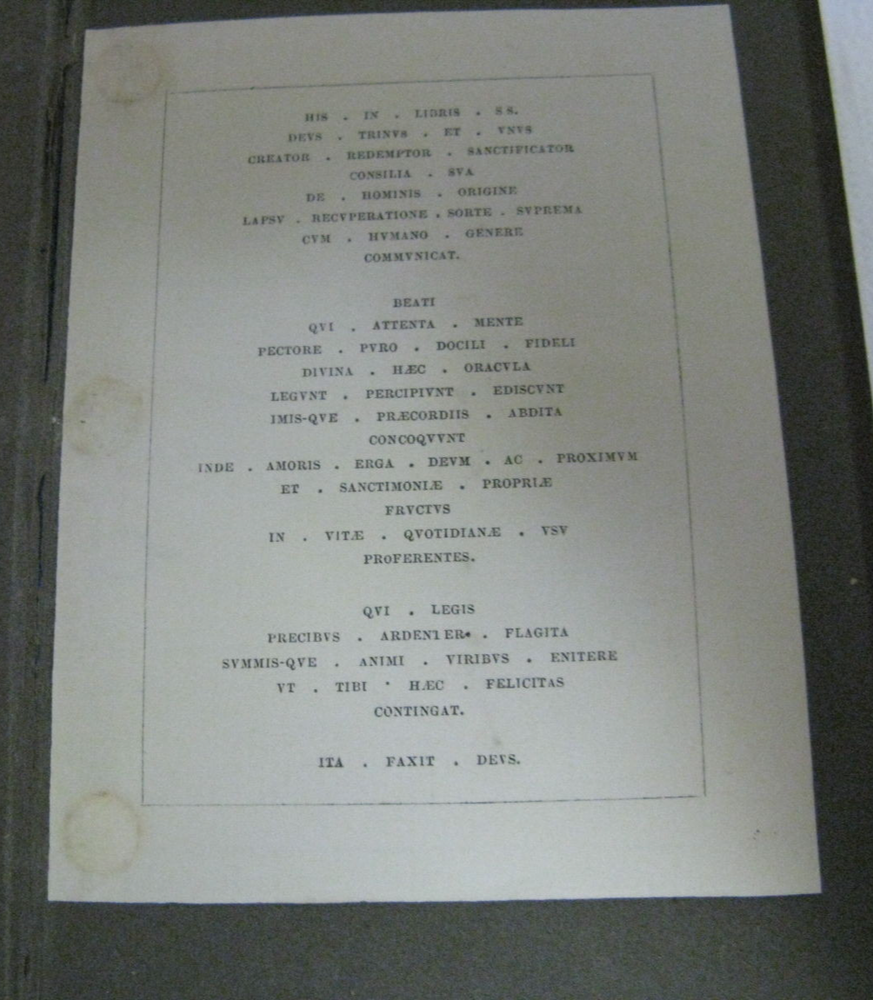 HIS . IN . LIBRIS . SS.
DEVS . TRINVS . ET . VNVS
CREATOR . REDEMPTOR . SANCTIFICATOR
CONSILIA . SVA
DE . HOMINIS . ORIGINE
LAPSV . RECVPERATIONE . SORTE . SVPREMA
CVM . HVMANO . GENERE
COMMVNICAT.
BEATI
QVI . ATTENTA . MENTE
PECTORE . PVRO . DOCILI . FIDELI
DIVINA . HÆC . ORACVLA
LEGVNT . PERCIPIVNT . EDISCVNT
IMIS-QVE . PRÆCORDIIS . ABDITA
CONCOQVVNT
INDE . AMORIS . ERGA . DEVM . AC . PROXIMVM
ET . SANCTIMONIÆ . PROPRIÆ
FRVCTVS
IN . VITÆ . QVOTIDIANÆ . VSV
PROFERENTES.
QVI . LEGIS
PRECIBVS . ARDENTER . FLAGITA
SVMMIS-QVE . ANIMI . VIRIBVS . ENITERE
VT . TIBI . HÆC . FELICITAS
CONTINGAT.
ITA . FAXIT . DEVS.